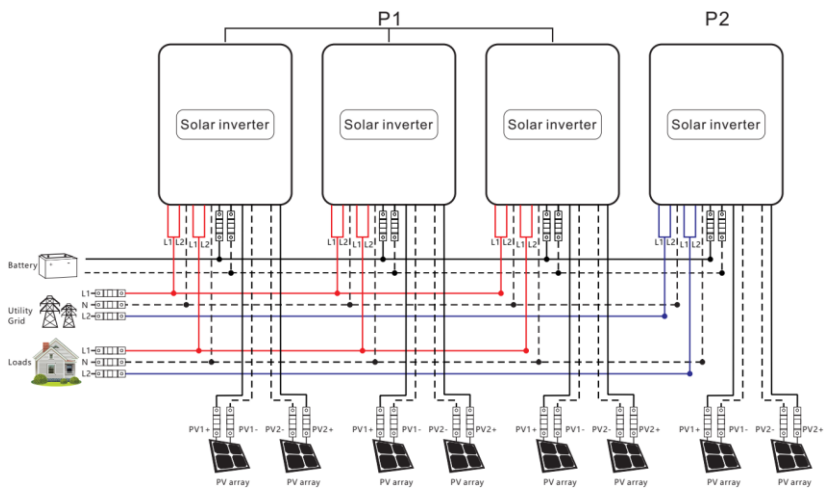 P1 P2
Solar inverter Solar inverter Solar inverter Solar inverter
L1 L2 L1 L2 L1 L2 L1 L2 L1 L2 L1 L2 L1 L2 L1 L2
Battery
L1
N
Utility
Grid
L2
L1
Loads N
L2
PV1+ PV1- PV2- PV2+ PV1+ PV1- PV2- PV2+ PV1+ PV1- PV2- PV2+ PV1+ PV1- PV2- PV2+
PV array PV array PV array PV array PV array PV array PV array PV array